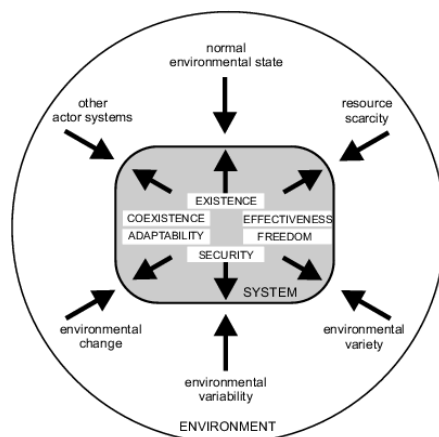 normal
environmental state
other
actor systems
resource
scarcity
EXISTENCE
COEXISTENCE
EFFECTIVENESS
ADAPTABILITY
FREEDOM
SECURITY
SYSTEM
environmental
change
environmental
variety
environmental
variability
ENVIRONMENT